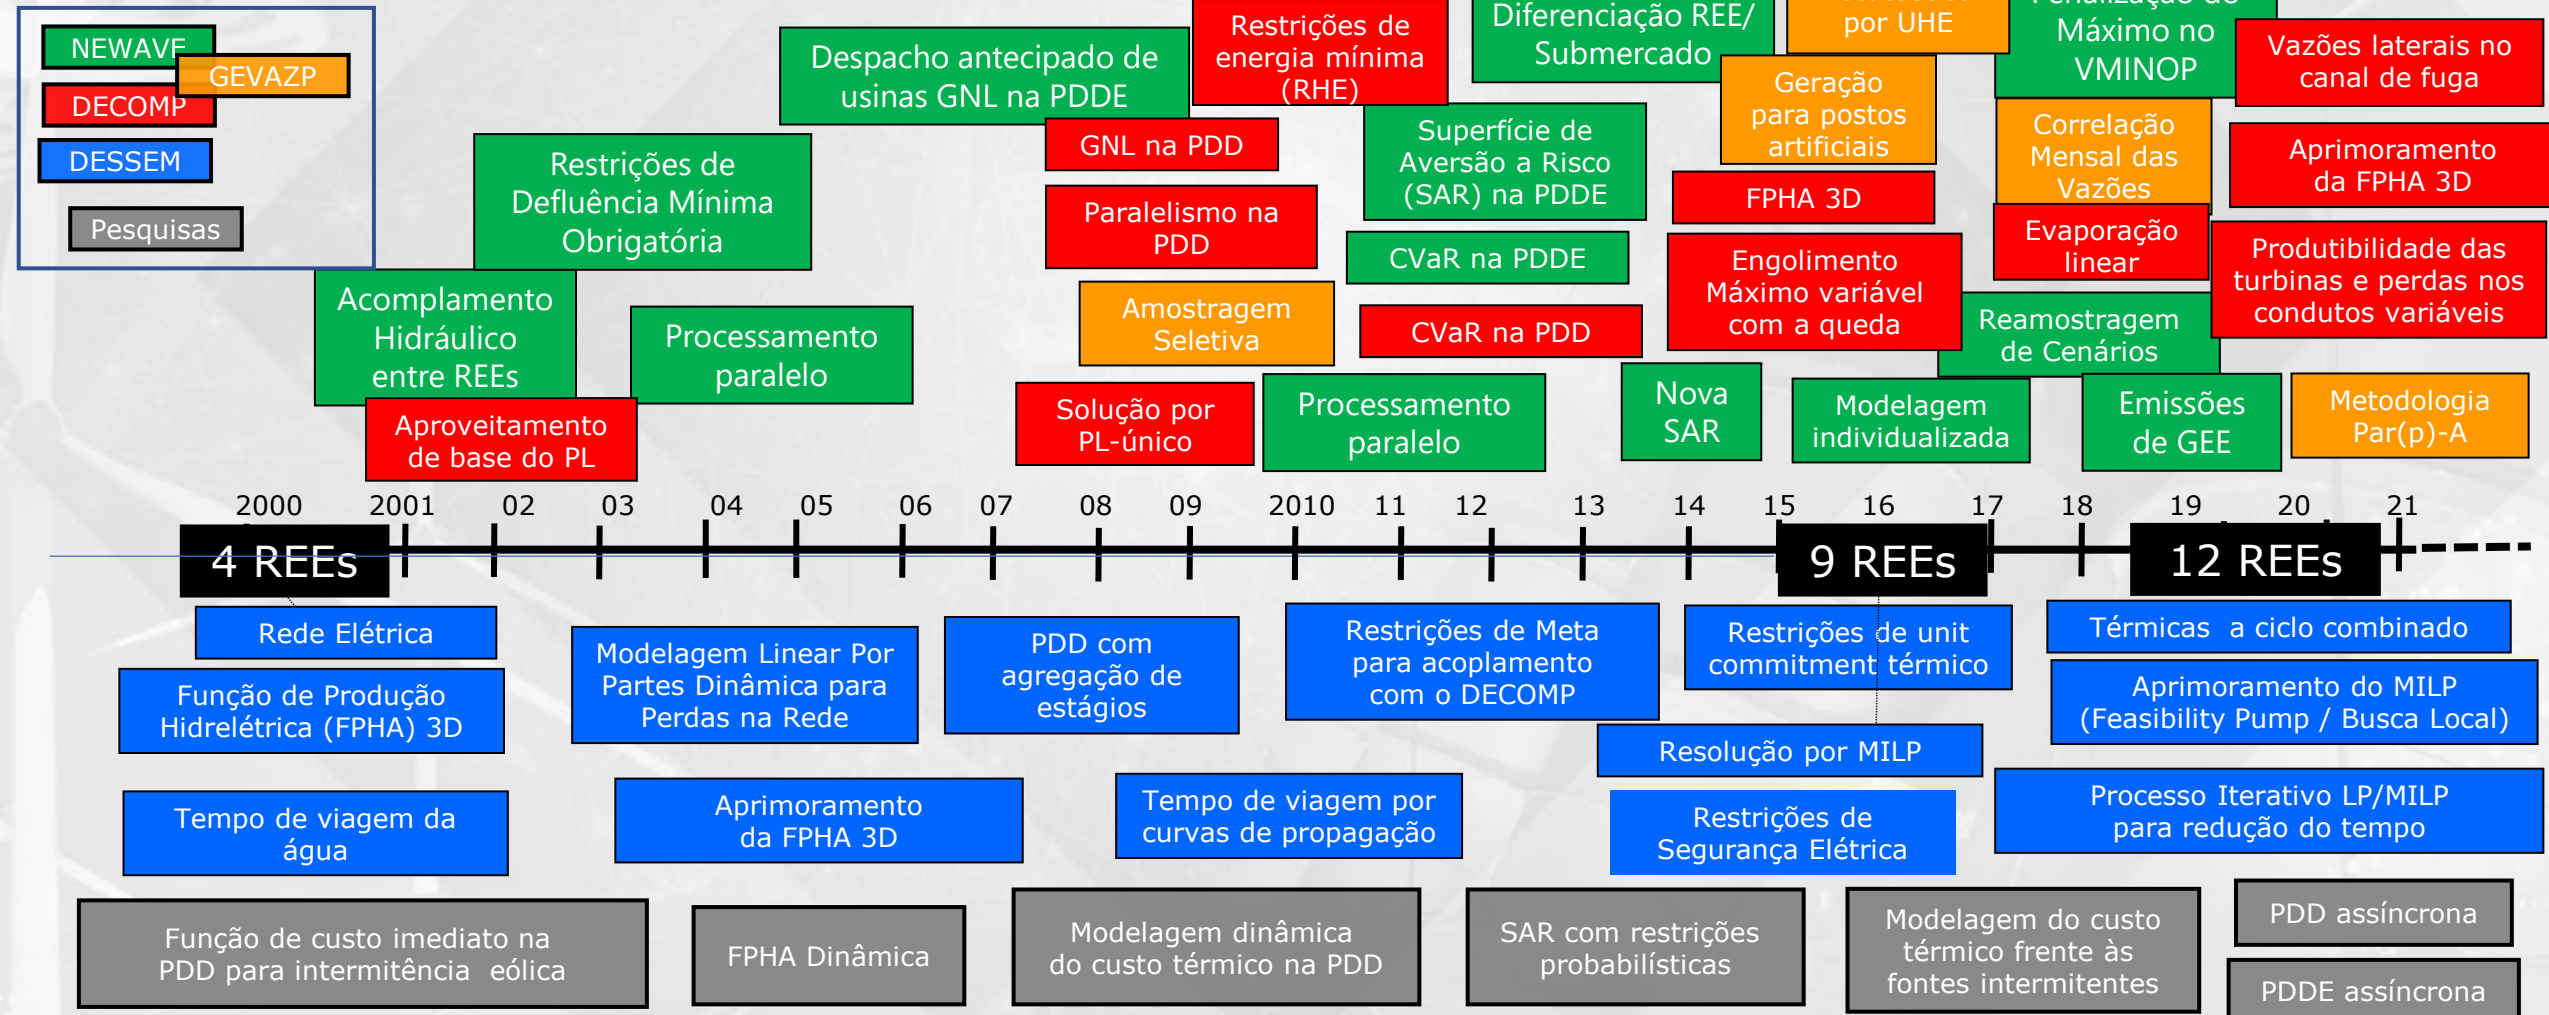 NEWAVE
GEVAZP
DECOMP
DESSEM
Pesquisas
Acomplamento
Hidráulico
entre REEs
Aproveitamento
de base do PL
Restrições de
Defluência Mínima
Obrigatória
Processamento
paralelo
Despacho antecipado de
usinas GNL na PDDE
GNL na PDD
Paralelismo na
PDD
Amostragem
Seletiva
Solução por
PL-único
Restrições de
energia mínima
(RHE)
Superfície de
Aversão a Risco
(SAR) na PDDE
CVaR na PDDE
CVaR na PDD
Processamento
paralelo
Diferenciação REE/
Submercado
por UHE
Geração
para postos
artificiais
FPHA 3D
Engolimento
Máximo variável
com a queda
Nova
SAR
Modelagem
individualizada
Máximo no
VMINOP
Correlação
Mensal das
Vazões
Evaporação
linear
Reamostragem
de Cenários
Emissões
de GEE
Vazões laterais no
canal de fuga
Aprimoramento
da FPHA 3D
Produtibilidade das
turbinas e perdas nos
condutos variáveis
Metodologia
Par(p)-A
2000 2001 02 03 04 05 06 07 08 09 2010 11 12 13 14 15 16 17 18 19 20 21
4 REEs 9 REEs 12 REEs
Rede Elétrica
Função de Produção
Hidrelétrica (FPHA) 3D
Tempo de viagem da
água
Modelagem Linear Por
Partes Dinâmica para
Perdas na Rede
Aprimoramento
da FPHA 3D
PDD com
agregação de
estágios
Tempo de viagem por
curvas de propagação
Restrições de Meta
para acoplamento
com o DECOMP
Restrições de unit
commitment térmico
Resolução por MILP
Restrições de
Segurança Elétrica
Térmicas a ciclo combinado
Aprimoramento do MILP
(Feasibility Pump / Busca Local)
Processo Iterativo LP/MILP
para redução do tempo
Função de custo imediato na
PDD para intermitência eólica
FPHA Dinâmica
Modelagem dinâmica
do custo térmico na PDD
SAR com restrições
probabilísticas
Modelagem do custo
térmico frente às
fontes intermitentes
PDD assíncrona
PDDE assíncrona